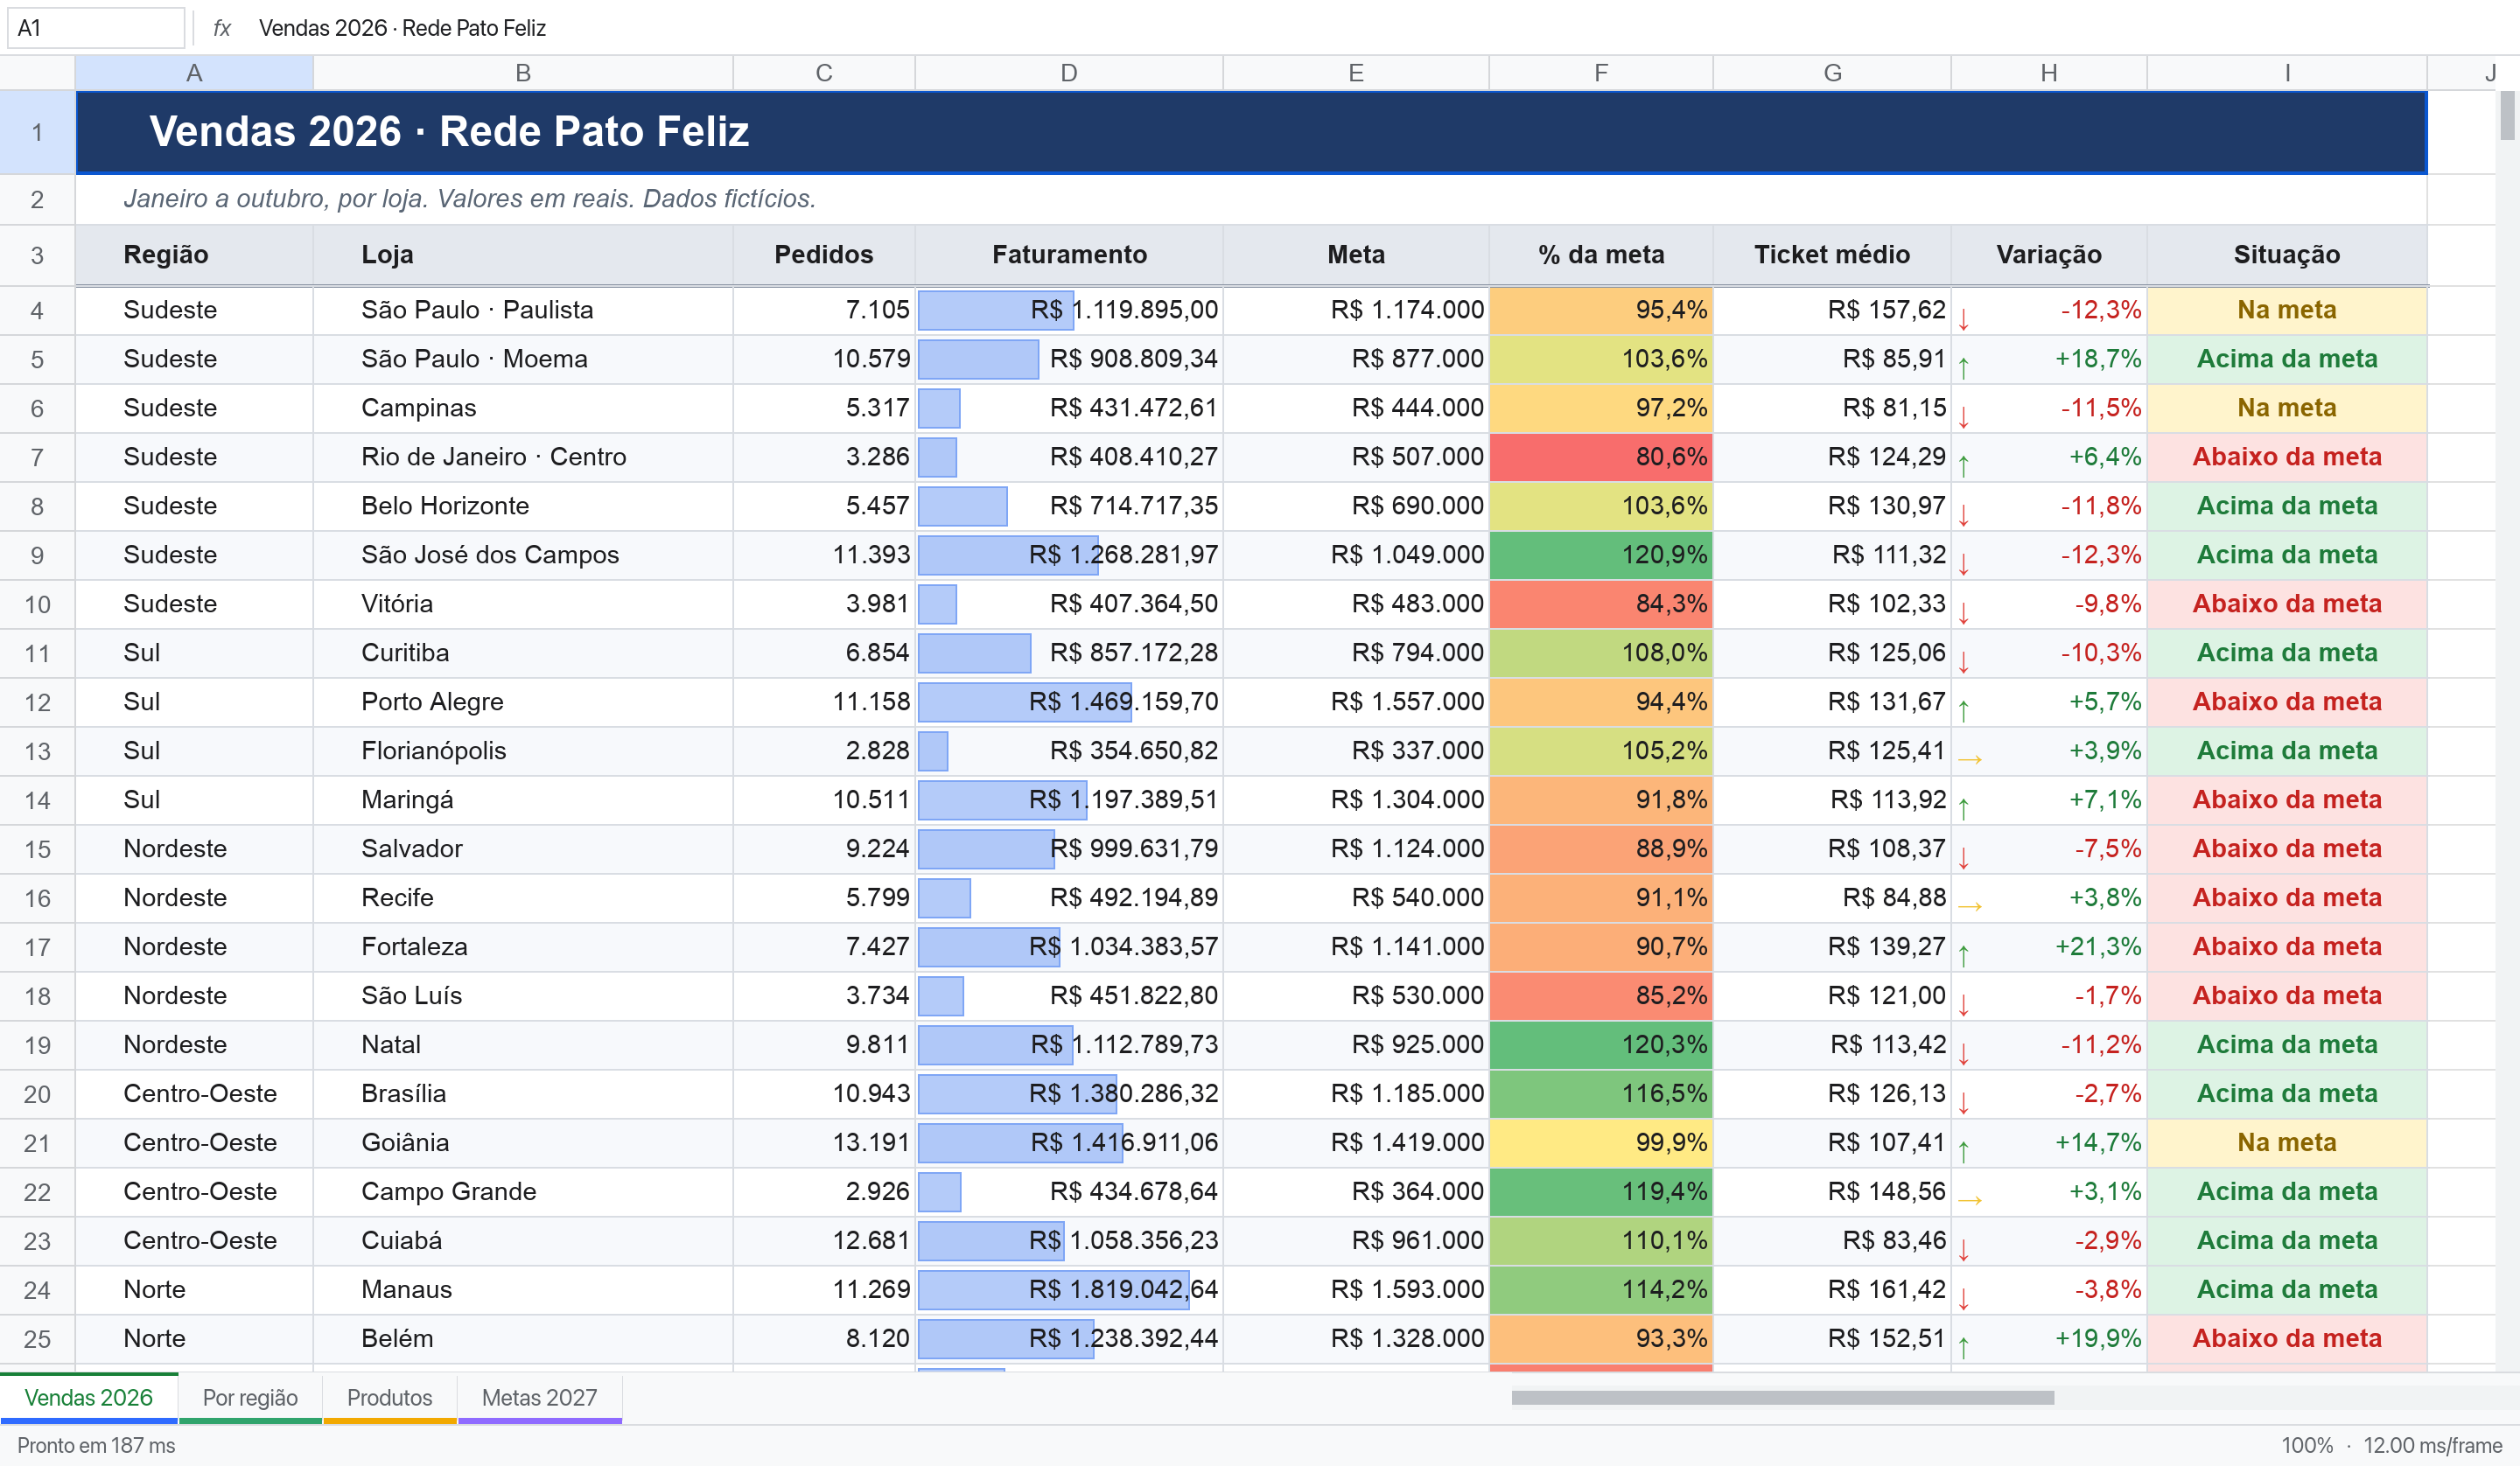 A1 fx Vendas 2026 · Rede Pato Feliz
A B C D E F G H I J
1 Vendas 2026 · Rede Pato Feliz
2 Janeiro a outubro, por loja. Valores em reais. Dados fictícios.
3 Região Loja Pedidos Faturamento Meta % da meta Ticket médio Variação Situação
4 Sudeste São Paulo · Paulista 7.105 R$ 1.119.895,00 R$ 1.174.000 95,4% R$ 157,62 ↓ -12,3% Na meta
5 Sudeste São Paulo · Moema 10.579 R$ 908.809,34 R$ 877.000 103,6% R$ 85,91 ↑ +18,7% Acima da meta
6 Sudeste Campinas 5.317 R$ 431.472,61 R$ 444.000 97,2% R$ 81,15 ↓ -11,5% Na meta
7 Sudeste Rio de Janeiro · Centro 3.286 R$ 408.410,27 R$ 507.000 80,6% R$ 124,29 ↑ +6,4% Abaixo da meta
8 Sudeste Belo Horizonte 5.457 R$ 714.717,35 R$ 690.000 103,6% R$ 130,97 ↓ -11,8% Acima da meta
9 Sudeste São José dos Campos 11.393 R$ 1.268.281,97 R$ 1.049.000 120,9% R$ 111,32 ↓ -12,3% Acima da meta
10 Sudeste Vitória 3.981 R$ 407.364,50 R$ 483.000 84,3% R$ 102,33 ↓ -9,8% Abaixo da meta
11 Sul Curitiba 6.854 R$ 857.172,28 R$ 794.000 108,0% R$ 125,06 ↓ -10,3% Acima da meta
12 Sul Porto Alegre 11.158 R$ 1.469.159,70 R$ 1.557.000 94,4% R$ 131,67 ↑ +5,7% Abaixo da meta
13 Sul Florianópolis 2.828 R$ 354.650,82 R$ 337.000 105,2% R$ 125,41 → +3,9% Acima da meta
14 Sul Maringá 10.511 R$ 1.197.389,51 R$ 1.304.000 91,8% R$ 113,92 ↑ +7,1% Abaixo da meta
15 Nordeste Salvador 9.224 R$ 999.631,79 R$ 1.124.000 88,9% R$ 108,37 ↓ -7,5% Abaixo da meta
16 Nordeste Recife 5.799 R$ 492.194,89 R$ 540.000 91,1% R$ 84,88 → +3,8% Abaixo da meta
17 Nordeste Fortaleza 7.427 R$ 1.034.383,57 R$ 1.141.000 90,7% R$ 139,27 ↑ +21,3% Abaixo da meta
18 Nordeste São Luís 3.734 R$ 451.822,80 R$ 530.000 85,2% R$ 121,00 ↓ -1,7% Abaixo da meta
19 Nordeste Natal 9.811 R$ 1.112.789,73 R$ 925.000 120,3% R$ 113,42 ↓ -11,2% Acima da meta
20 Centro-Oeste Brasília 10.943 R$ 1.380.286,32 R$ 1.185.000 116,5% R$ 126,13 ↓ -2,7% Acima da meta
21 Centro-Oeste Goiânia 13.191 R$ 1.416.911,06 R$ 1.419.000 99,9% R$ 107,41 ↑ +14,7% Na meta
22 Centro-Oeste Campo Grande 2.926 R$ 434.678,64 R$ 364.000 119,4% R$ 148,56 → +3,1% Acima da meta
23 Centro-Oeste Cuiabá 12.681 R$ 1.058.356,23 R$ 961.000 110,1% R$ 83,46 ↓ -2,9% Acima da meta
24 Norte Manaus 11.269 R$ 1.819.042,64 R$ 1.593.000 114,2% R$ 161,42 ↓ -3,8% Acima da meta
25 Norte Belém 8.120 R$ 1.238.392,44 R$ 1.328.000 93,3% R$ 152,51 ↑ +19,9% Abaixo da meta
Vendas 2026 Por região Produtos Metas 2027
Pronto em 187 ms 100% · 12.00 ms/frame